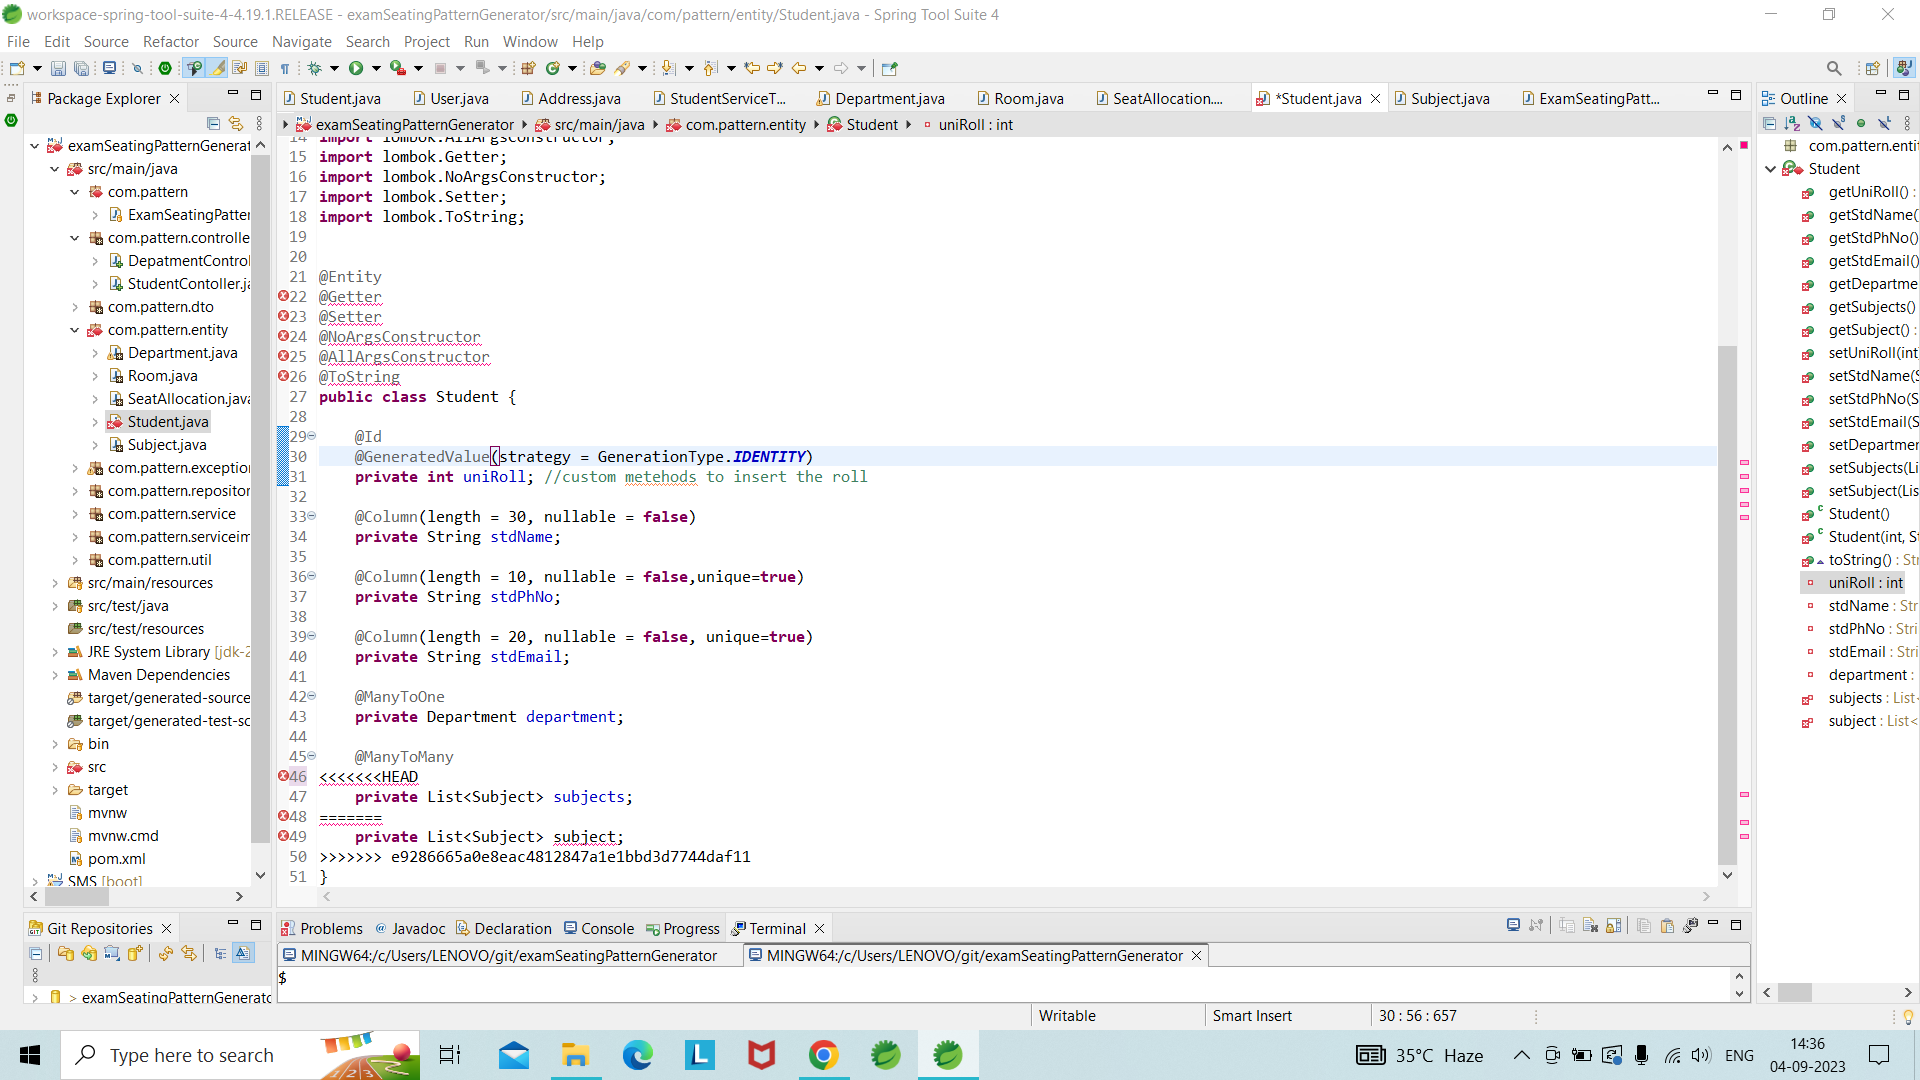 workspace-spring-tool-suite-4-4.19.1.RELEASE - examSeatingPatternGenerator/src/main/java/com/pattern/entity/Student.java - Spring Tool Suite 4
File Edit Source Refactor Source Navigate Search Project Run Window Help
Package Explorer
examSeatingPatternGenerat
src/main/java
com.pattern
ExamSeatingPatter
com.pattern.controlle
DepatmentControl
StudentContoller.ja
com.pattern.dto
com.pattern.entity
Department.java
Room.java
SeatAllocation.java
Student.java
Subject.java
com.pattern.exception
com.pattern.repositor
com.pattern.service
com.pattern.serviceim
com.pattern.util
src/main/resources
src/test/java
src/test/resources
JRE System Library [jdk-2
Maven Dependencies
target/generated-source
target/generated-test-so
bin
src
target
mvnw
mvnw.cmd
pom.xml
SMS [boot]
Git Repositories
> examSeatingPatternGenerato
Student.java User.java Address.java StudentServiceT... Department.java Room.java SeatAllocation.... *Student.java Subject.java ExamSeatingPatt...
examSeatingPatternGenerator src/main/java com.pattern.entity Student uniRoll : int
14 import lombok.AllArgsConstructor;
15 import lombok.Getter;
16 import lombok.NoArgsConstructor;
17 import lombok.Setter;
18 import lombok.ToString;
19
20
21 @Entity
22 @Getter
23 @Setter
24 @NoArgsConstructor
25 @AllArgsConstructor
26 @ToString
27 public class Student {
28
29 @Id
30 @GeneratedValue(strategy = GenerationType.IDENTITY)
31 private int uniRoll; //custom metehods to insert the roll
32
33 @Column(length = 30, nullable = false)
34 private String stdName;
35
36 @Column(length = 10, nullable = false,unique=true)
37 private String stdPhNo;
38
39 @Column(length = 20, nullable = false, unique=true)
40 private String stdEmail;
41
42 @ManyToOne
43 private Department department;
44
45 @ManyToMany
46 <<<<<<<HEAD
47 private List<Subject> subjects;
48 =======
49 private List<Subject> subject;
50 >>>>>>> e9286665a0e8eac4812847a1e1bbd3d7744daf11
51 }
Problems @ Javadoc Declaration Console Progress Terminal
MINGW64:/c/Users/LENOVO/git/examSeatingPatternGenerator MINGW64:/c/Users/LENOVO/git/examSeatingPatternGenerator
$
Outline
com.pattern.enti
Student
getUniRoll() :
getStdName()
getStdPhNo()
getStdEmail()
getDepartme
getSubjects()
getSubject() :
setUniRoll(int
setStdName(S
setStdPhNo(S
setStdEmail(S
setDepartmen
setSubjects(Li
setSubject(Lis
Student()
Student(int, St
toString() : Str
uniRoll : int
stdName : Str
stdPhNo : Stri
stdEmail : Stri
department :
subjects : List<
subject : List<
Writable Smart Insert 30 : 56 : 657
Type here to search
35°C Haze ENG
14:36
04-09-2023